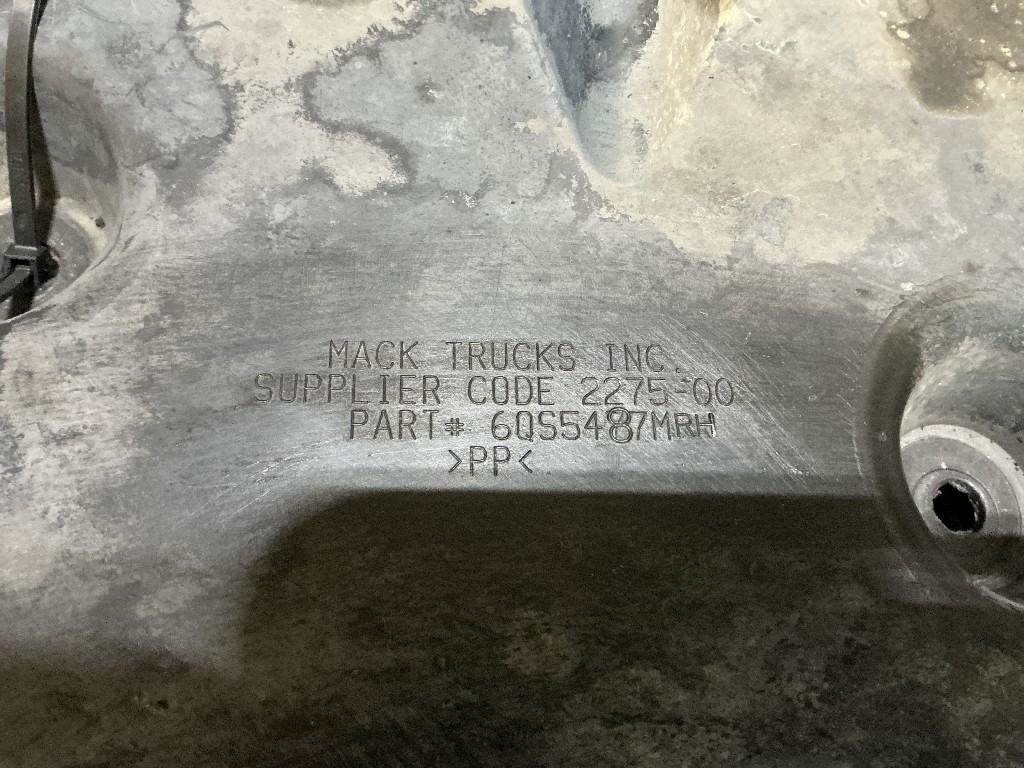 MACK TRUCKS INC.
SUPPLIER CODE 2275-00
PART# 6QS5487MRH
>PP<